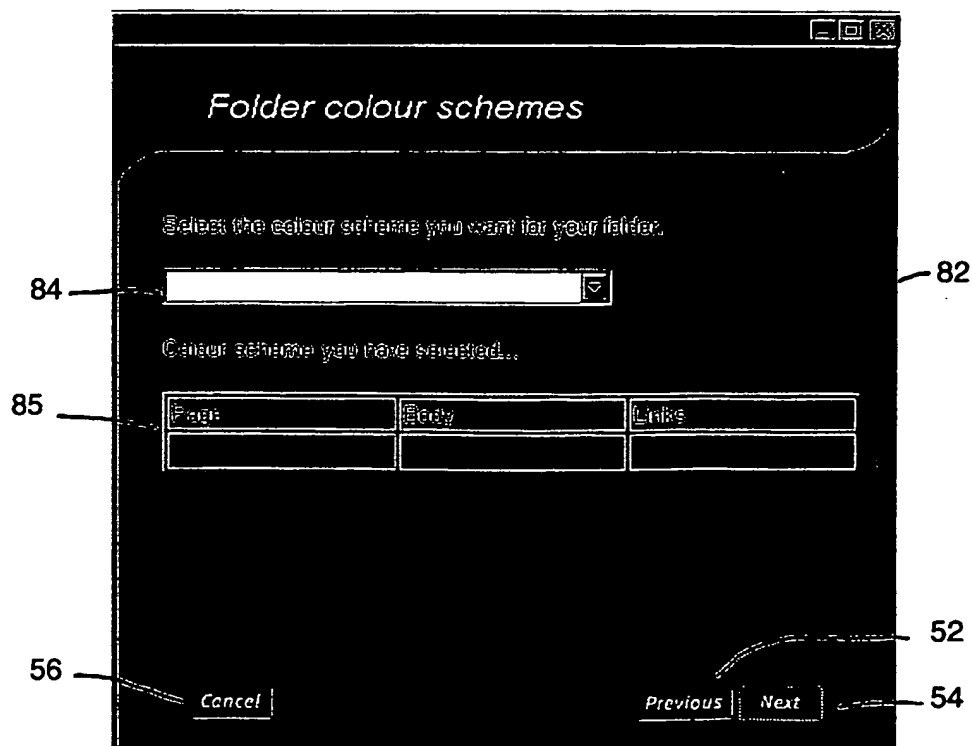 Folder colour schemes
Select the colour scheme you want for your folder.
84
82
Colour scheme you have selected...
85
Page Body Links
52
56
Cancel Previous Next 54